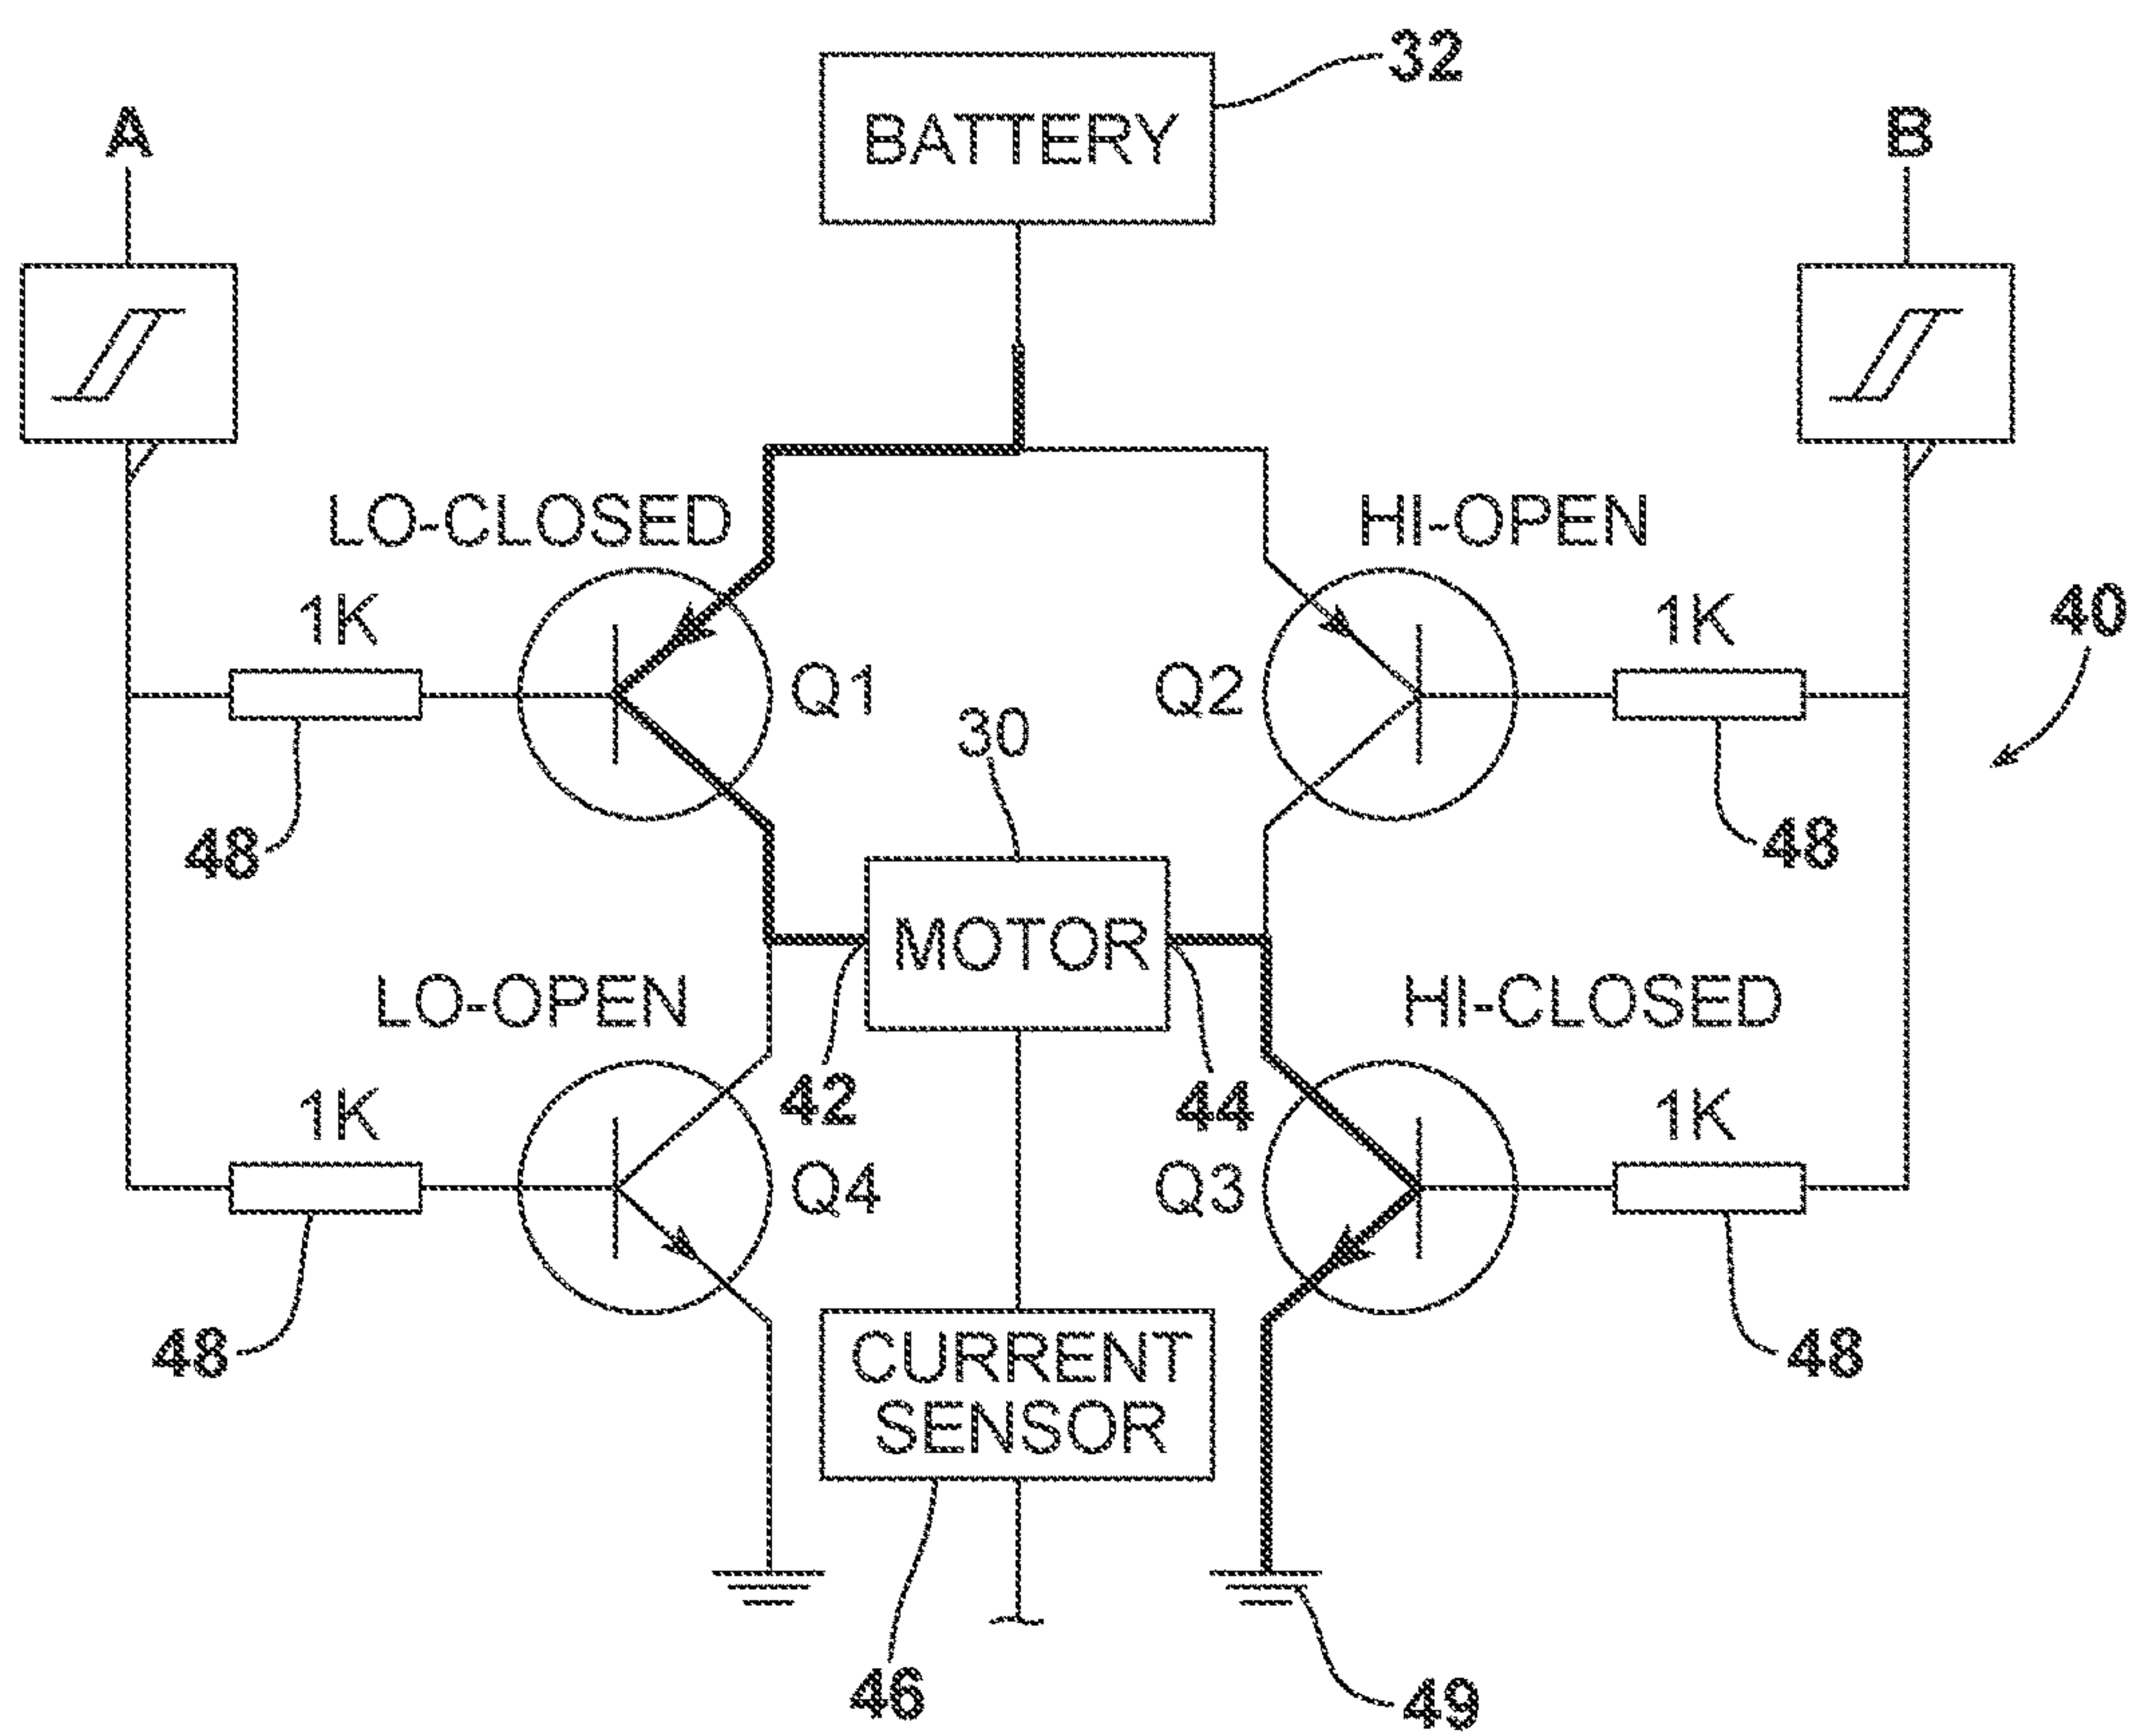 32
BATTERY
A
B
LO-CLOSED
HI-OPEN
1K
1K
40
Q1
Q2
30
48
48
MOTOR
LO-OPEN
HI-CLOSED
42
44
1K
1K
Q4
Q3
48
CURRENT
SENSOR
48
46
49